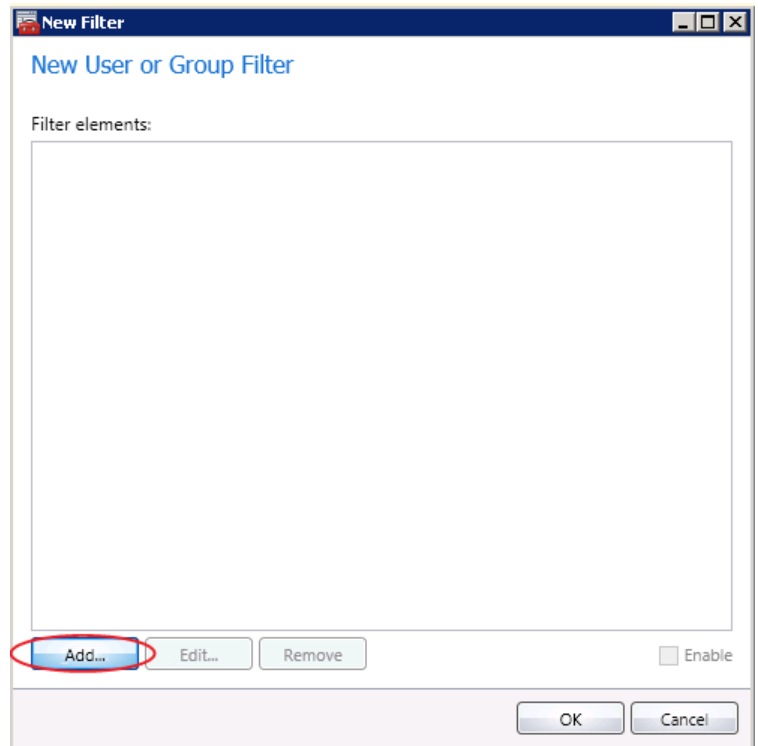 New Filter
New User or Group Filter
Filter elements:
Add... Edit... Remove Enable
OK Cancel